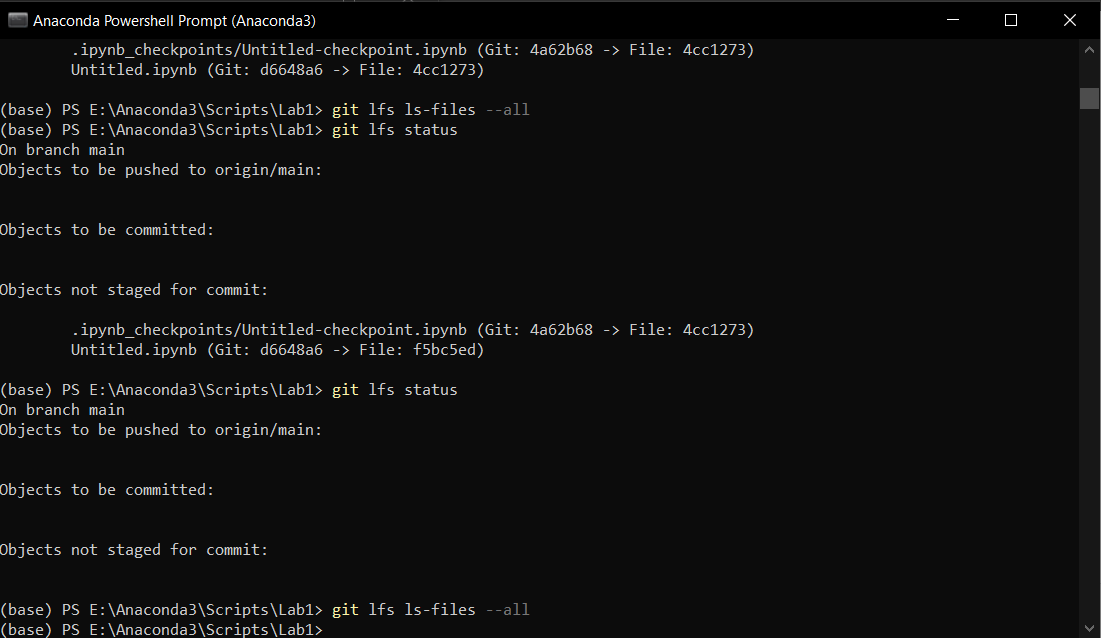 Anaconda Powershell Prompt (Anaconda3)
.ipynb_checkpoints/Untitled-checkpoint.ipynb (Git: 4a62b68 -> File: 4cc1273)
Untitled.ipynb (Git: d6648a6 -> File: 4cc1273)
(base) PS E:\Anaconda3\Scripts\Lab1> git lfs ls-files --all
(base) PS E:\Anaconda3\Scripts\Lab1> git lfs status
On branch main
Objects to be pushed to origin/main:
Objects to be committed:
Objects not staged for commit:
.ipynb_checkpoints/Untitled-checkpoint.ipynb (Git: 4a62b68 -> File: 4cc1273)
Untitled.ipynb (Git: d6648a6 -> File: f5bc5ed)
(base) PS E:\Anaconda3\Scripts\Lab1> git lfs status
On branch main
Objects to be pushed to origin/main:
Objects to be committed:
Objects not staged for commit:
(base) PS E:\Anaconda3\Scripts\Lab1> git lfs ls-files --all
(base) PS E:\Anaconda3\Scripts\Lab1>